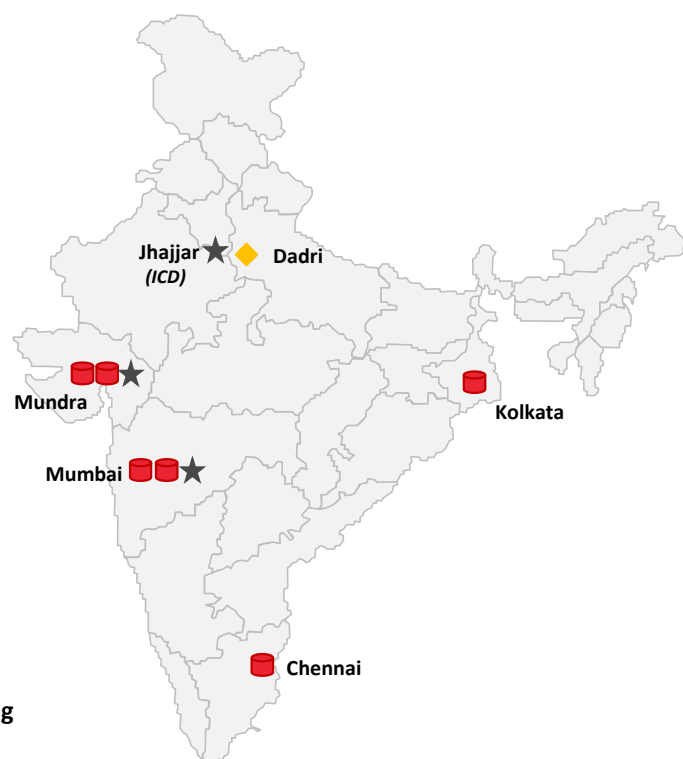 Jhajjar
(ICD)
Dadri
Mundra
Kolkata
Mumbai
Chennai
g